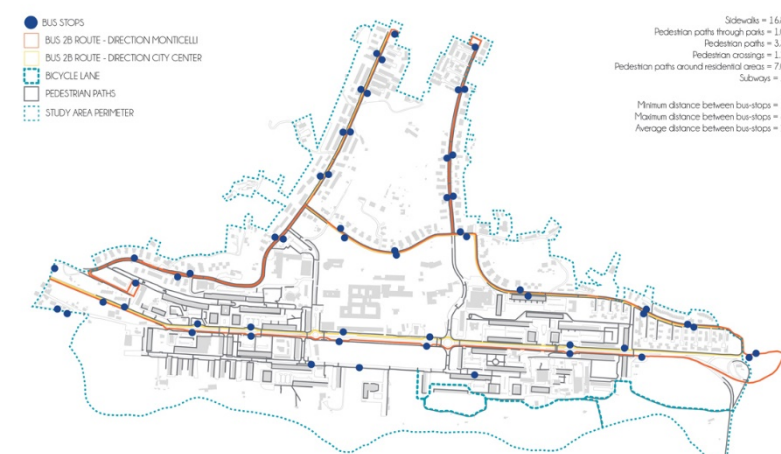 BUS STOPS
BUS 2B ROUTE - DIRECTION MONTICELLI
BUS 2B ROUTE - DIRECTION CITY CENTER
BICYCLE LANE
PEDESTRIAN PATHS
STUDY AREA PERIMETER
Sidewalks =
Pedestrian paths through parks =
Pedestrian paths =
Pedestrian crossings =
Pedestrian paths around residential areas =
Subways =
Minimum distance between bus-stops =
Maximum distance between bus-stops =
Average distance between bus-stops =